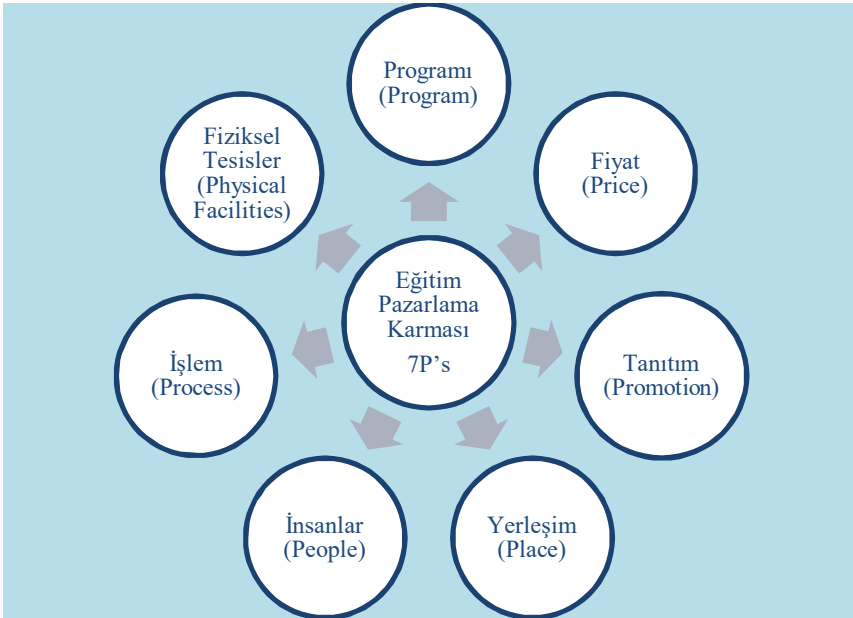 Programı
(Program)
Fiyat
(Price)
Tanıtım
(Promotion)
Yerleşim
(Place)
İnsanlar
(People)
İşlem
(Process)
Fiziksel
Tesisler
(Physical
Facilities)
Eğitim
Pazarlama
Karması
7P’s